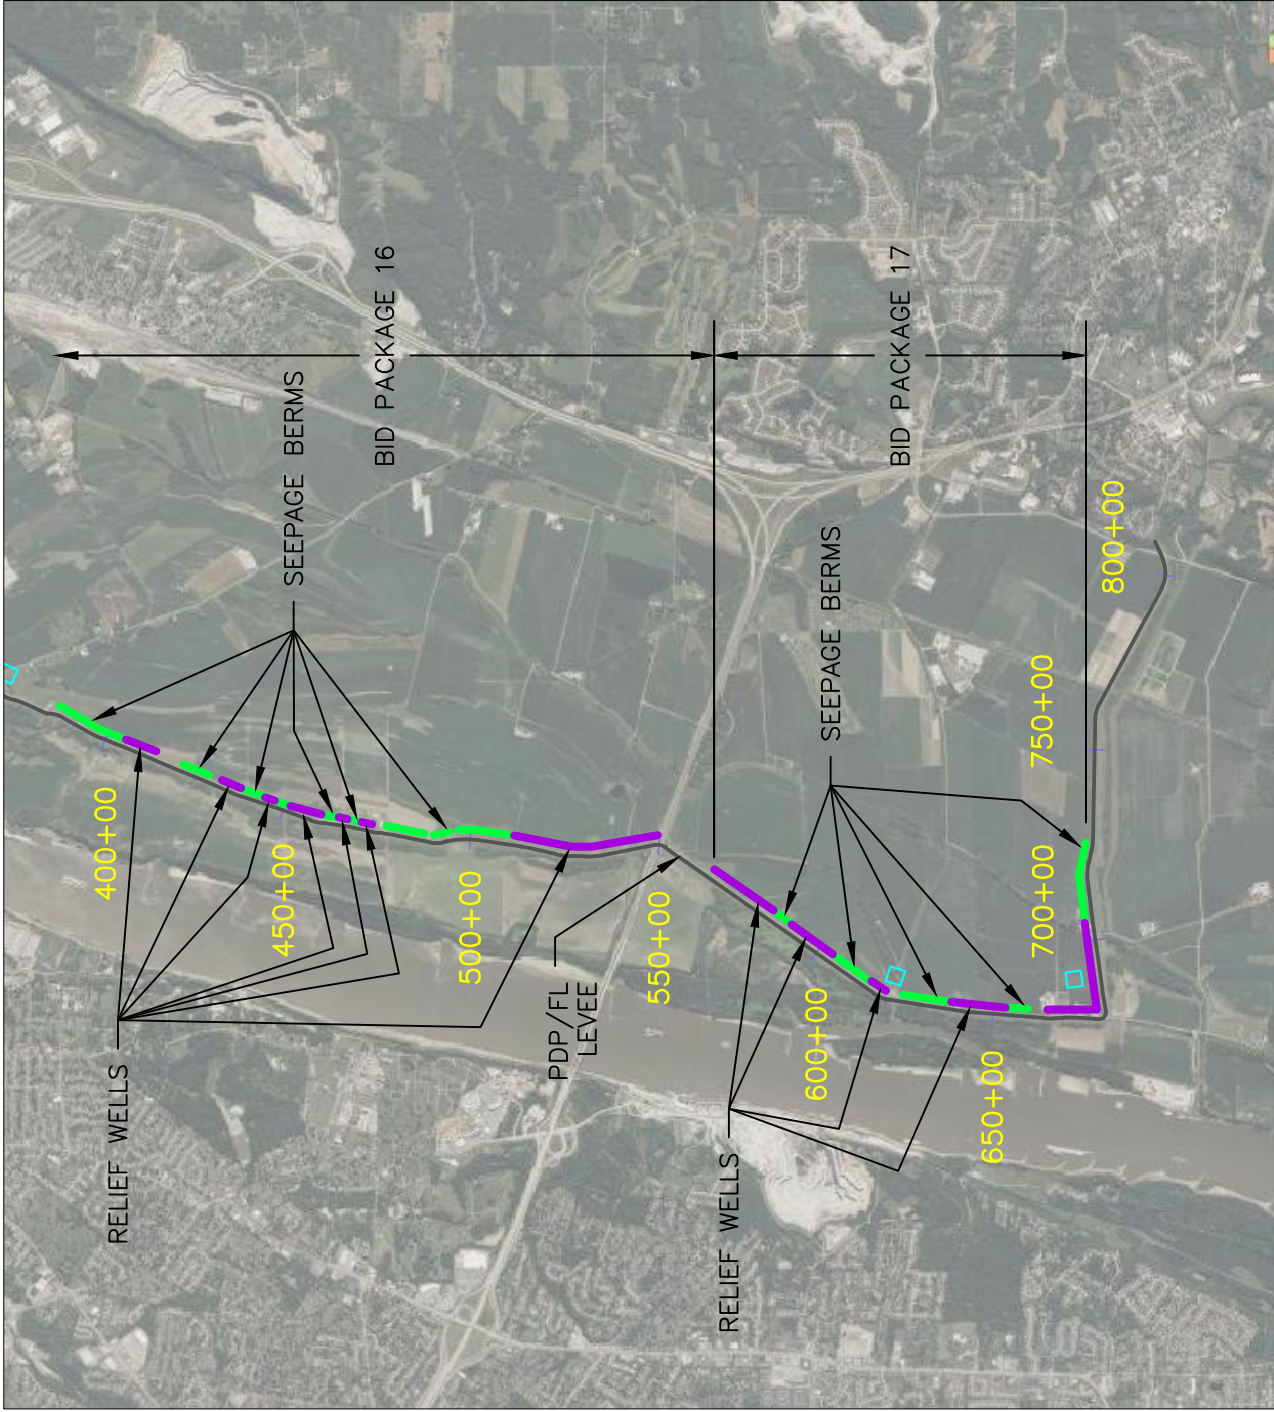 RELIEF WELLS
400+00
SEEPAGE BERMS
BID PACKAGE 16
450+00
500+00
PDP/FL
LEVEE
550+00
RELIEF WELLS
600+00
SEEPAGE BERMS
BID PACKAGE 17
650+00
700+00
750+00
800+00